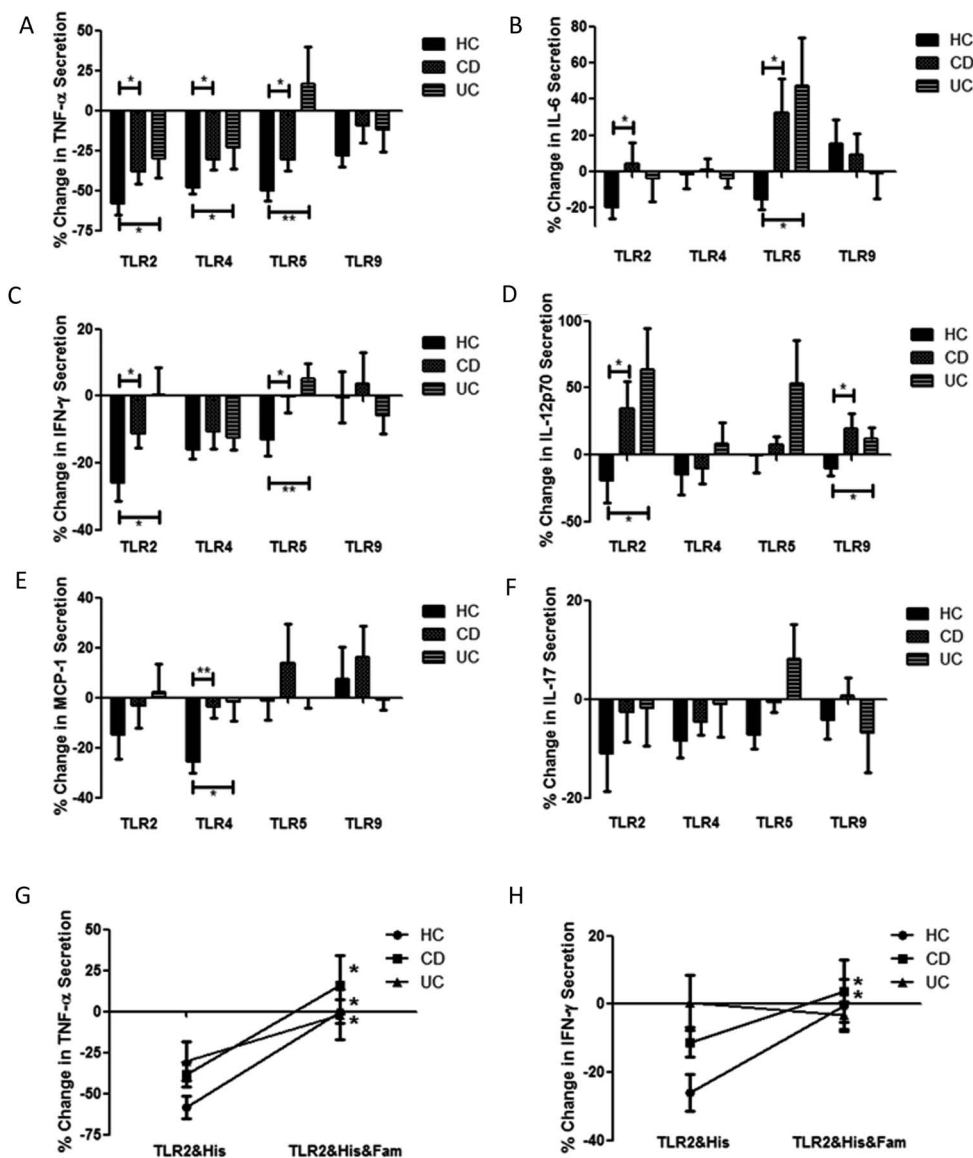 A
% Change in TNF-α Secretion
50
25
0
-25
-50
-75
TLR2 TLR4 TLR5 TLR9
HC
CD
UC
* * *
* * **
B
% Change in IL-6 Secretion
80
60
40
20
0
-20
-40
TLR2 TLR4 TLR5 TLR9
HC
CD
UC
* *
*
C
% Change in IFN-γ Secretion
20
0
-20
-40
TLR2 TLR4 TLR5 TLR9
HC
CD
UC
* *
* **
D
% Change in IL-12p70 Secretion
100
50
0
-50
TLR2 TLR4 TLR5 TLR9
HC
CD
UC
* *
* *
E
% Change in MCP-1 Secretion
40
20
0
-20
-40
TLR2 TLR4 TLR5 TLR9
HC
CD
UC
**
*
F
% Change in IL-17 Secretion
20
0
-20
TLR2 TLR4 TLR5 TLR9
HC
CD
UC
G
% Change in TNF-α Secretion
50
25
0
-25
-50
-75
TLR2&His TLR2&His&Fam
HC
CD
UC
*
*
*
H
% Change in IFN-γ Secretion
20
0
-20
-40
TLR2&His TLR2&His&Fam
HC
CD
UC
*
*